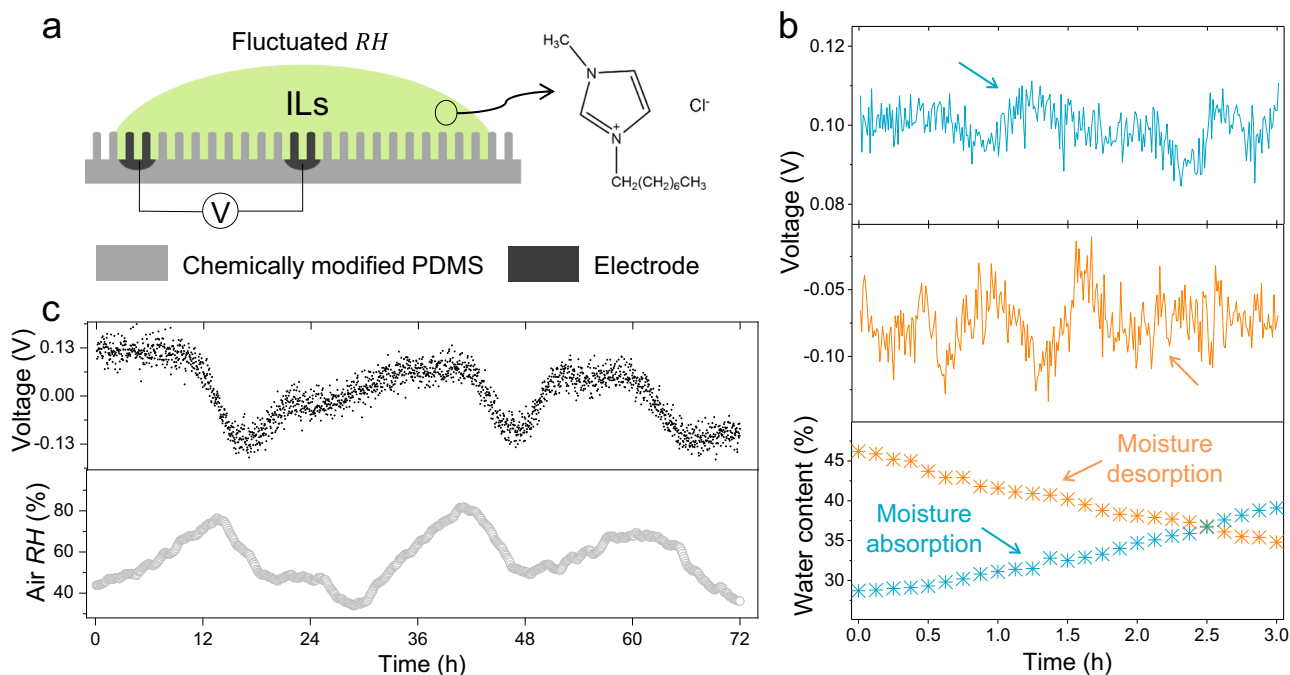 a
Fluctuated RH
ILs
V
H₃C
N
N
+
Cl⁻
CH₂(CH₂)₆CH₃
Chemically modified PDMS
Electrode
b
0.12
0.10
0.08
Voltage (V)
-0.05
-0.10
Voltage (V)
45
40
35
30
Water content (%)
Moisture
desorption
Moisture
absorption
0.0 0.5 1.0 1.5 2.0 2.5 3.0
Time (h)
c
0.13
0.00
-0.13
Voltage (V)
80
60
40
Air RH (%)
0 12 24 36 48 60 72
Time (h)